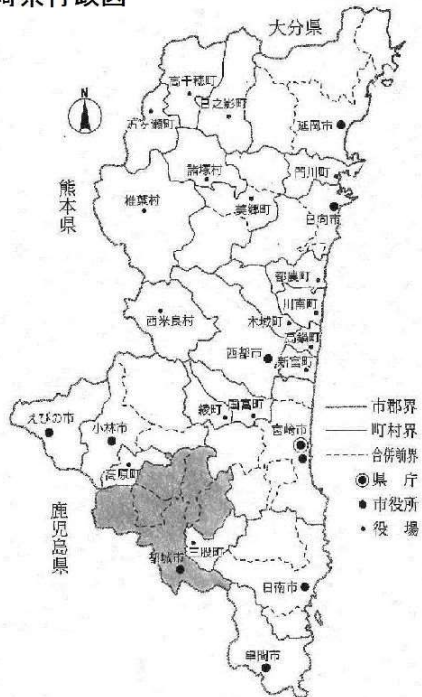 県行政図
大分県
高千穂町
日之影町
五ヶ瀬町
延岡市
諸塚村
門川町
熊本県
椎葉村
美郷町
日向市
都農町
川南町
西米良村
木城町
高鍋町
西都市
新富町
えびの市
小林市
綾町
国富町
宮崎市
高原町
鹿児島県
三股町
都城市
日南市
串間市
市郡界
町村界
合併前界
県庁
市役所
役場